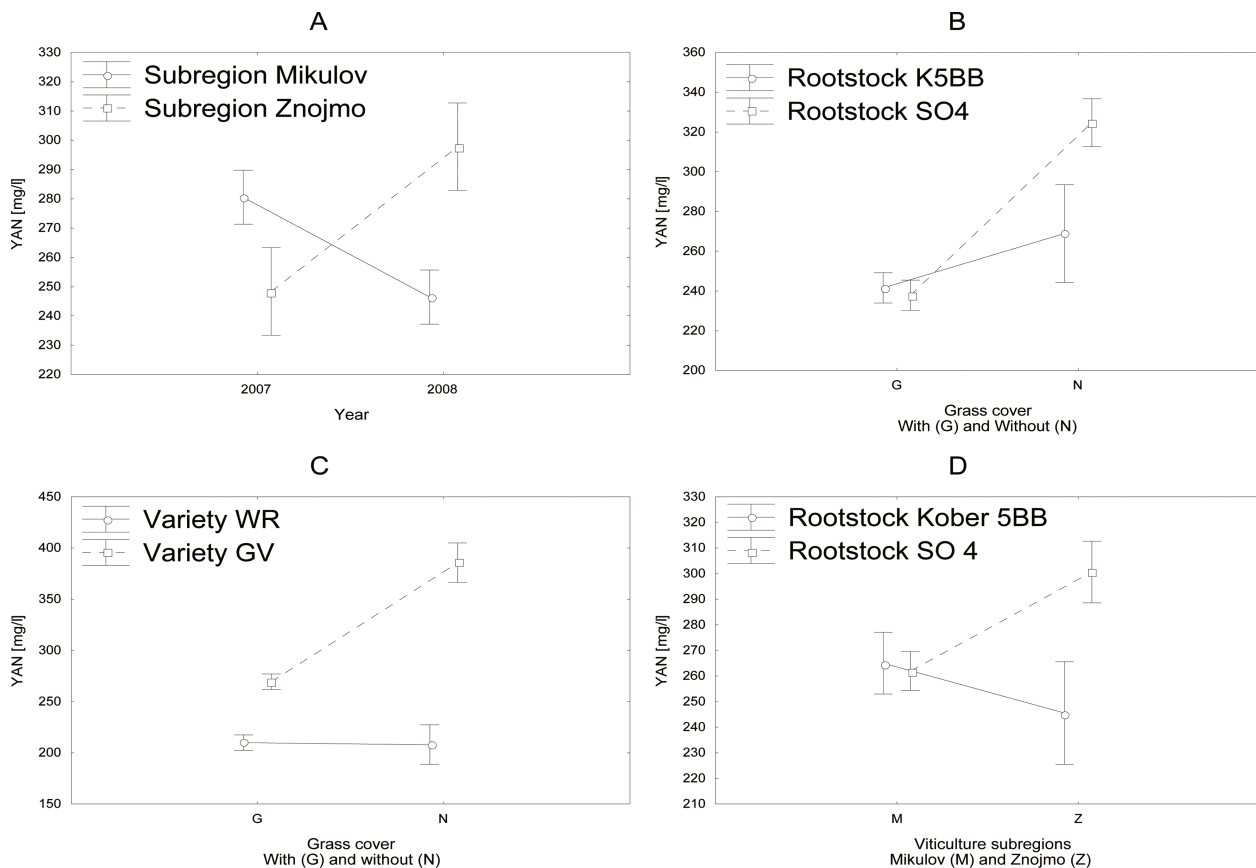 A
YAN [mg/l]
330
320
310
300
290
280
270
260
250
240
230
220
Subregion Mikulov
Subregion Znojmo
2007
2008
Year
B
YAN [mg/l]
360
340
320
300
280
260
240
220
200
Rootstock K5BB
Rootstock SO4
G
N
Grass cover
With (G) and Without (N)
C
YAN [mg/l]
450
400
350
300
250
200
150
Variety WR
Variety GV
G
N
Grass cover
With (G) and without (N)
D
YAN [mg/l]
330
320
310
300
290
280
270
260
250
240
230
220
210
Rootstock Kober 5BB
Rootstock SO 4
M
Z
Viticulture subregions
Mikulov (M) and Znojmo (Z)